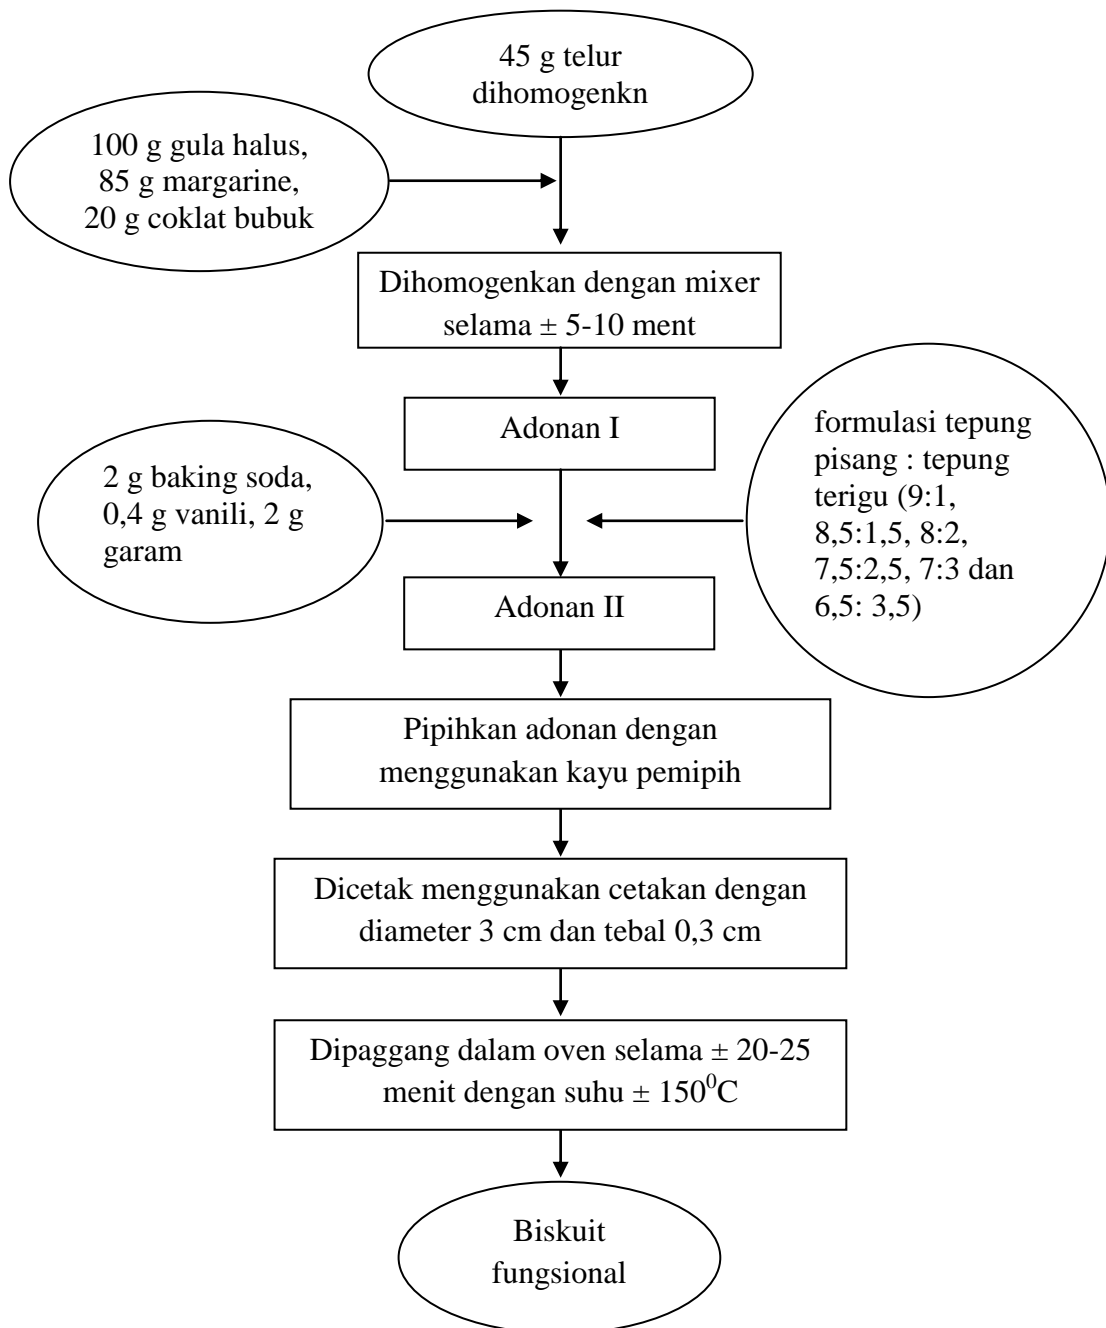 45 g telur
dihomogenkn
100 g gula halus,
85 g margarine,
20 g coklat bubuk
Dihomogenkan dengan mixer
selama ± 5-10 ment
Adonan I
2 g baking soda,
0,4 g vanili, 2 g
garam
formulasi tepung
pisang : tepung
terigu (9:1,
8,5:1,5, 8:2,
7,5:2,5, 7:3 dan
6,5: 3,5)
Adonan II
Pipihkan adonan dengan
menggunakan kayu pemipih
Dicetak menggunakan cetakan dengan
diameter 3 cm dan tebal 0,3 cm
Dipaggang dalam oven selama ± 20-25
menit dengan suhu ± 150⁰C
Biskuit
fungsional